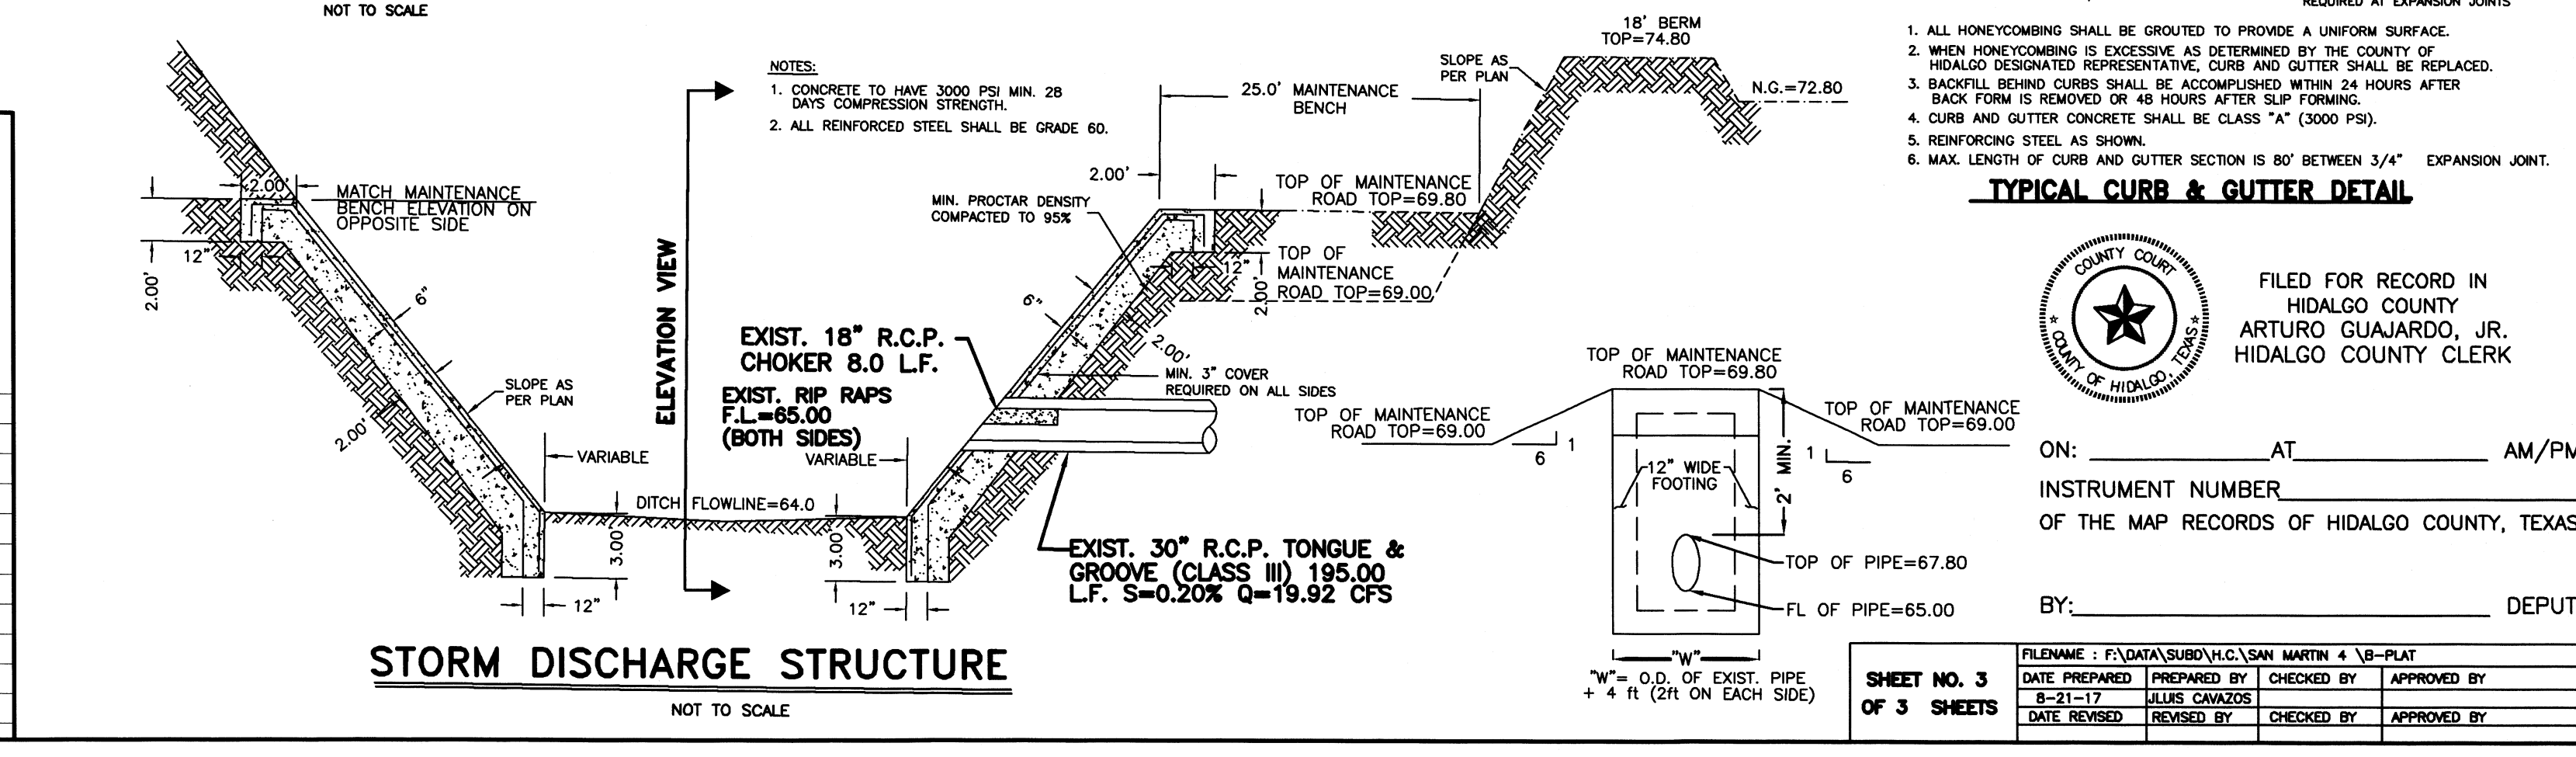 NOT TO SCALE
NOTES:
1. CONCRETE TO HAVE 3000 PSI MIN. 28
DAYS COMPRESSION STRENGTH.
2. ALL REINFORCED STEEL SHALL BE GRADE 60.
2.00'
MATCH MAINTENANCE
BENCH ELEVATION ON
OPPOSITE SIDE
12"
2.00'
6"
SLOPE AS
PER PLAN
2.00'
VARIABLE
DITCH FLOWLINE=64.0
3.00'
12"
ELEVATION VIEW
EXIST. 18" R.C.P.
CHOKER 8.0 L.F.
EXIST. RIP RAPS
F.L.=65.00
(BOTH SIDES)
VARIABLE
3.00'
12"
25.0' MAINTENANCE
BENCH
SLOPE AS
PER PLAN
18' BERM
TOP=74.80
N.G.=72.80
2.00'
MIN. PROCTAR DENSITY
COMPACTED TO 95%
TOP OF MAINTENANCE
ROAD TOP=69.80
TOP OF
MAINTENANCE
ROAD TOP=69.00
12"
2.00'
6"
2.00'
MIN. 3" COVER
REQUIRED ON ALL SIDES
EXIST. 30" R.C.P. TONGUE &
GROOVE (CLASS III) 195.00
L.F. S=0.20% Q=19.92 CFS
STORM DISCHARGE STRUCTURE
NOT TO SCALE
TOP OF MAINTENANCE
ROAD TOP=69.80
TOP OF MAINTENANCE
ROAD TOP=69.00
1
6
TOP OF MAINTENANCE
ROAD TOP=69.00
1
6
12" WIDE
FOOTING
2' MIN.
TOP OF PIPE=67.80
FL OF PIPE=65.00
"W"
"W"= O.D. OF EXIST. PIPE
+ 4 ft (2ft ON EACH SIDE)
REQUIRED AT EXPANSION JOINTS
1. ALL HONEYCOMBING SHALL BE GROUTED TO PROVIDE A UNIFORM SURFACE.
2. WHEN HONEYCOMBING IS EXCESSIVE AS DETERMINED BY THE COUNTY OF
HIDALGO DESIGNATED REPRESENTATIVE, CURB AND GUTTER SHALL BE REPLACED.
3. BACKFILL BEHIND CURBS SHALL BE ACCOMPLISHED WITHIN 24 HOURS AFTER
BACK FORM IS REMOVED OR 48 HOURS AFTER SLIP FORMING.
4. CURB AND GUTTER CONCRETE SHALL BE CLASS "A" (3000 PSI).
5. REINFORCING STEEL AS SHOWN.
6. MAX. LENGTH OF CURB AND GUTTER SECTION IS 80' BETWEEN 3/4" EXPANSION JOINT.
TYPICAL CURB & GUTTER DETAIL
COUNTY COURT
COUNTY OF HIDALGO, TEXAS
FILED FOR RECORD IN
HIDALGO COUNTY
ARTURO GUAJARDO, JR.
HIDALGO COUNTY CLERK
ON: AT AM/PM
INSTRUMENT NUMBER
OF THE MAP RECORDS OF HIDALGO COUNTY, TEXAS
BY: DEPUT
SHEET NO. 3
OF 3 SHEETS
FILENAME : F:\DATA\SUBD\H.C.\SAN MARTIN 4 \B-PLAT
DATE PREPARED PREPARED BY CHECKED BY APPROVED BY
8-21-17 JLUIS CAVAZOS
DATE REVISED REVISED BY CHECKED BY APPROVED BY